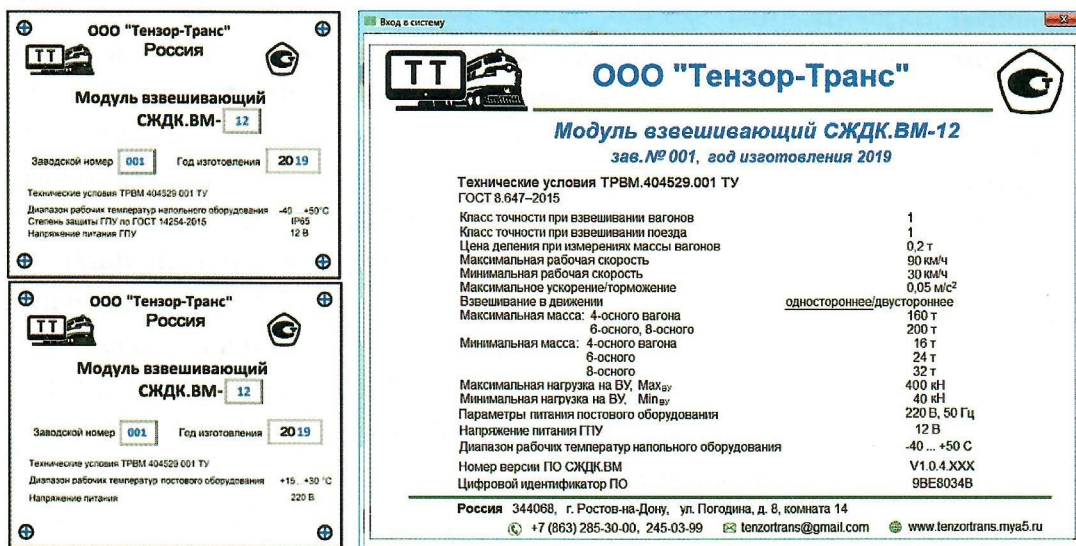 ООО "Тензор-Транс"
Россия
ТТ
Модуль взвешивающий
СЖДК.ВМ- 12
Заводской номер 001 Год изготовления 2019
Технические условия ТРВМ 404529 001 ТУ
Диапазон рабочих температур напольного оборудования -40 +50°С
Степень защиты ГПУ по ГОСТ 14254-2015 IP65
Напряжение питания ГПУ 12 В
ООО "Тензор-Транс"
Россия
ТТ
Модуль взвешивающий
СЖДК.ВМ- 12
Заводской номер 001 Год изготовления 2019
Технические условия ТРВМ 404529 001 ТУ
Диапазон рабочих температур постового оборудования +15.. +30 °С
Напряжение питания 220 В
Вход в систему
ТТ
ООО "Тензор-Транс"
Модуль взвешивающий СЖДК.ВМ-12
зав.№ 001, год изготовления 2019
Технические условия ТРВМ.404529.001 ТУ
ГОСТ 8.647–2015
Класс точности при взвешивании вагонов 1
Класс точности при взвешивании поезда 1
Цена деления при измерениях массы вагонов 0,2 т
Максимальная рабочая скорость 90 км/ч
Минимальная рабочая скорость 30 км/ч
Максимальное ускорение/торможение 0,05 м/с²
Взвешивание в движении одностороннее/двустороннее
Максимальная масса: 4-осного вагона 160 т
6-осного, 8-осного 200 т
Минимальная масса: 4-осного вагона 16 т
6-осного 24 т
8-осного 32 т
Максимальная нагрузка на ВУ, Max ВУ 400 кН
Минимальная нагрузка на ВУ, Min ВУ 40 кН
Параметры питания постового оборудования 220 В, 50 Гц
Напряжение питания ГПУ 12 В
Диапазон рабочих температур напольного оборудования -40 ... +50 С
Номер версии ПО СЖДК.ВМ V1.0.4.XXX
Цифровой идентификатор ПО 9BE8034B
Россия 344068, г. Ростов-на-Дону, ул. Погодина, д. 8, комната 14
+7 (863) 285-30-00, 245-03-99 tenzortrans@gmail.com www.tenzortrans.mya5.ru